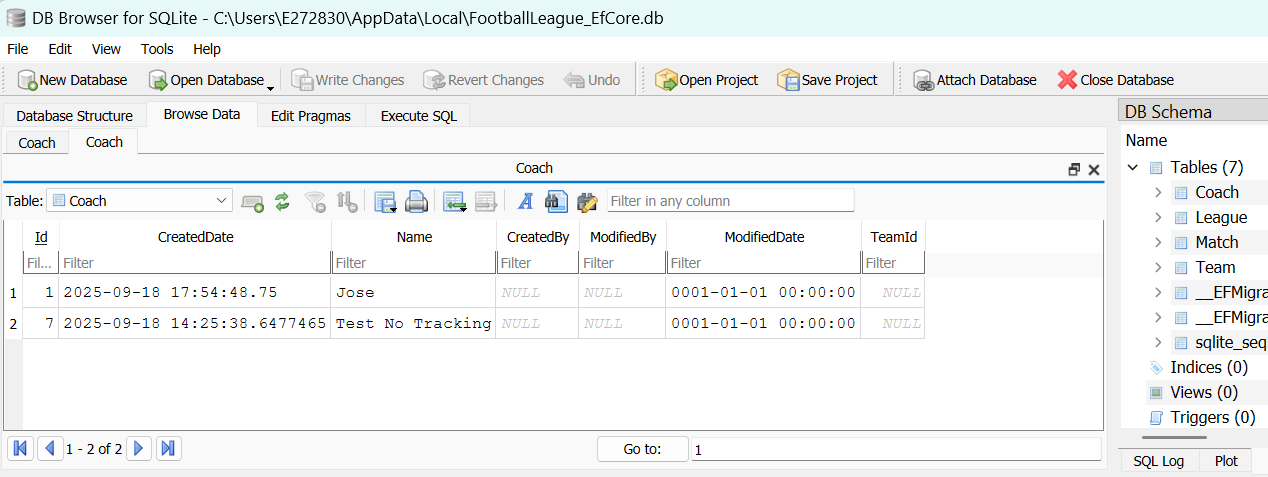 DB Browser for SQLite - C:\Users\E272830\AppData\Local\FootballLeague_EfCore.db
File Edit View Tools Help
New Database Open Database Write Changes Revert Changes Undo Open Project Save Project Attach Database Close Database
Database Structure Browse Data Edit Pragmas Execute SQL
Coach Coach
Coach
Table: Coach Filter in any column
Id CreatedDate Name CreatedBy ModifiedBy ModifiedDate TeamId
Fil... Filter Filter Filter Filter Filter Filter
1 1 2025-09-18 17:54:48.75 Jose NULL NULL 0001-01-01 00:00:00 NULL
2 7 2025-09-18 14:25:38.6477465 Test No Tracking NULL NULL 0001-01-01 00:00:00 NULL
1 - 2 of 2 Go to: 1
DB Schema
Name
Tables (7)
Coach
League
Match
Team
__EFMigra
__EFMigra
sqlite_seq
Indices (0)
Views (0)
Triggers (0)
SQL Log Plot